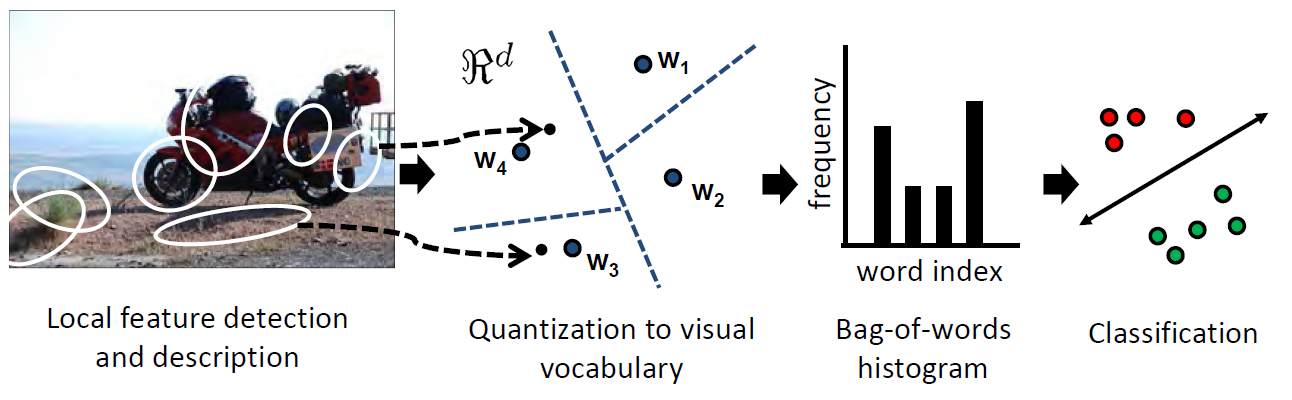 ℜ^d
w1
w4
w2
w3
frequency
word index
Local feature detection
and description
Quantization to visual
vocabulary
Bag-of-words
histogram
Classification